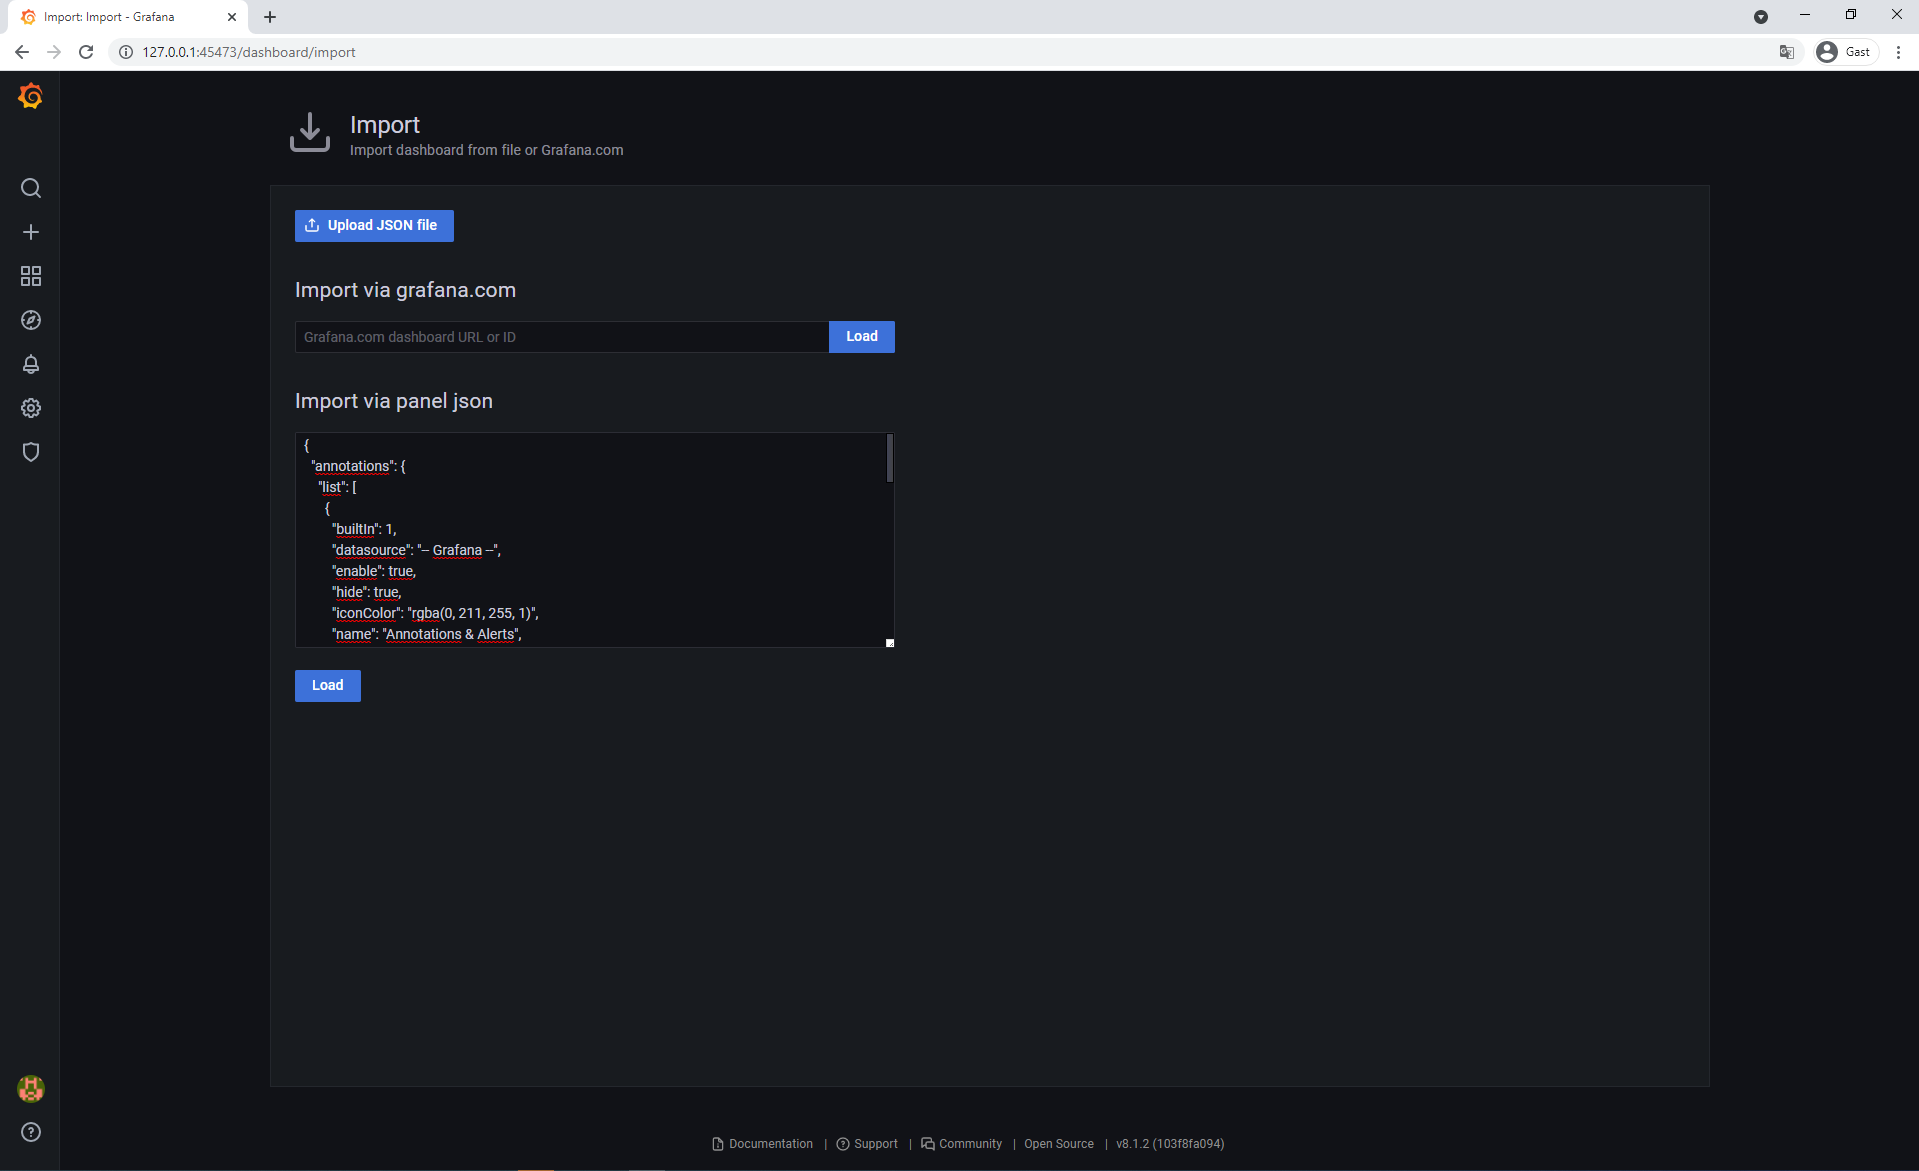 Import: Import - Grafana
127.0.0.1:45473/dashboard/import
Gast
Import
Import dashboard from file or Grafana.com
Upload JSON file
Import via grafana.com
Grafana.com dashboard URL or ID
Load
Import via panel json
{
"annotations": {
"list": [
{
"builtIn": 1,
"datasource": "-- Grafana --",
"enable": true,
"hide": true,
"iconColor": "rgba(0, 211, 255, 1)",
"name": "Annotations & Alerts",
Load
Documentation | Support | Community | Open Source | v8.1.2 (103f8fa094)